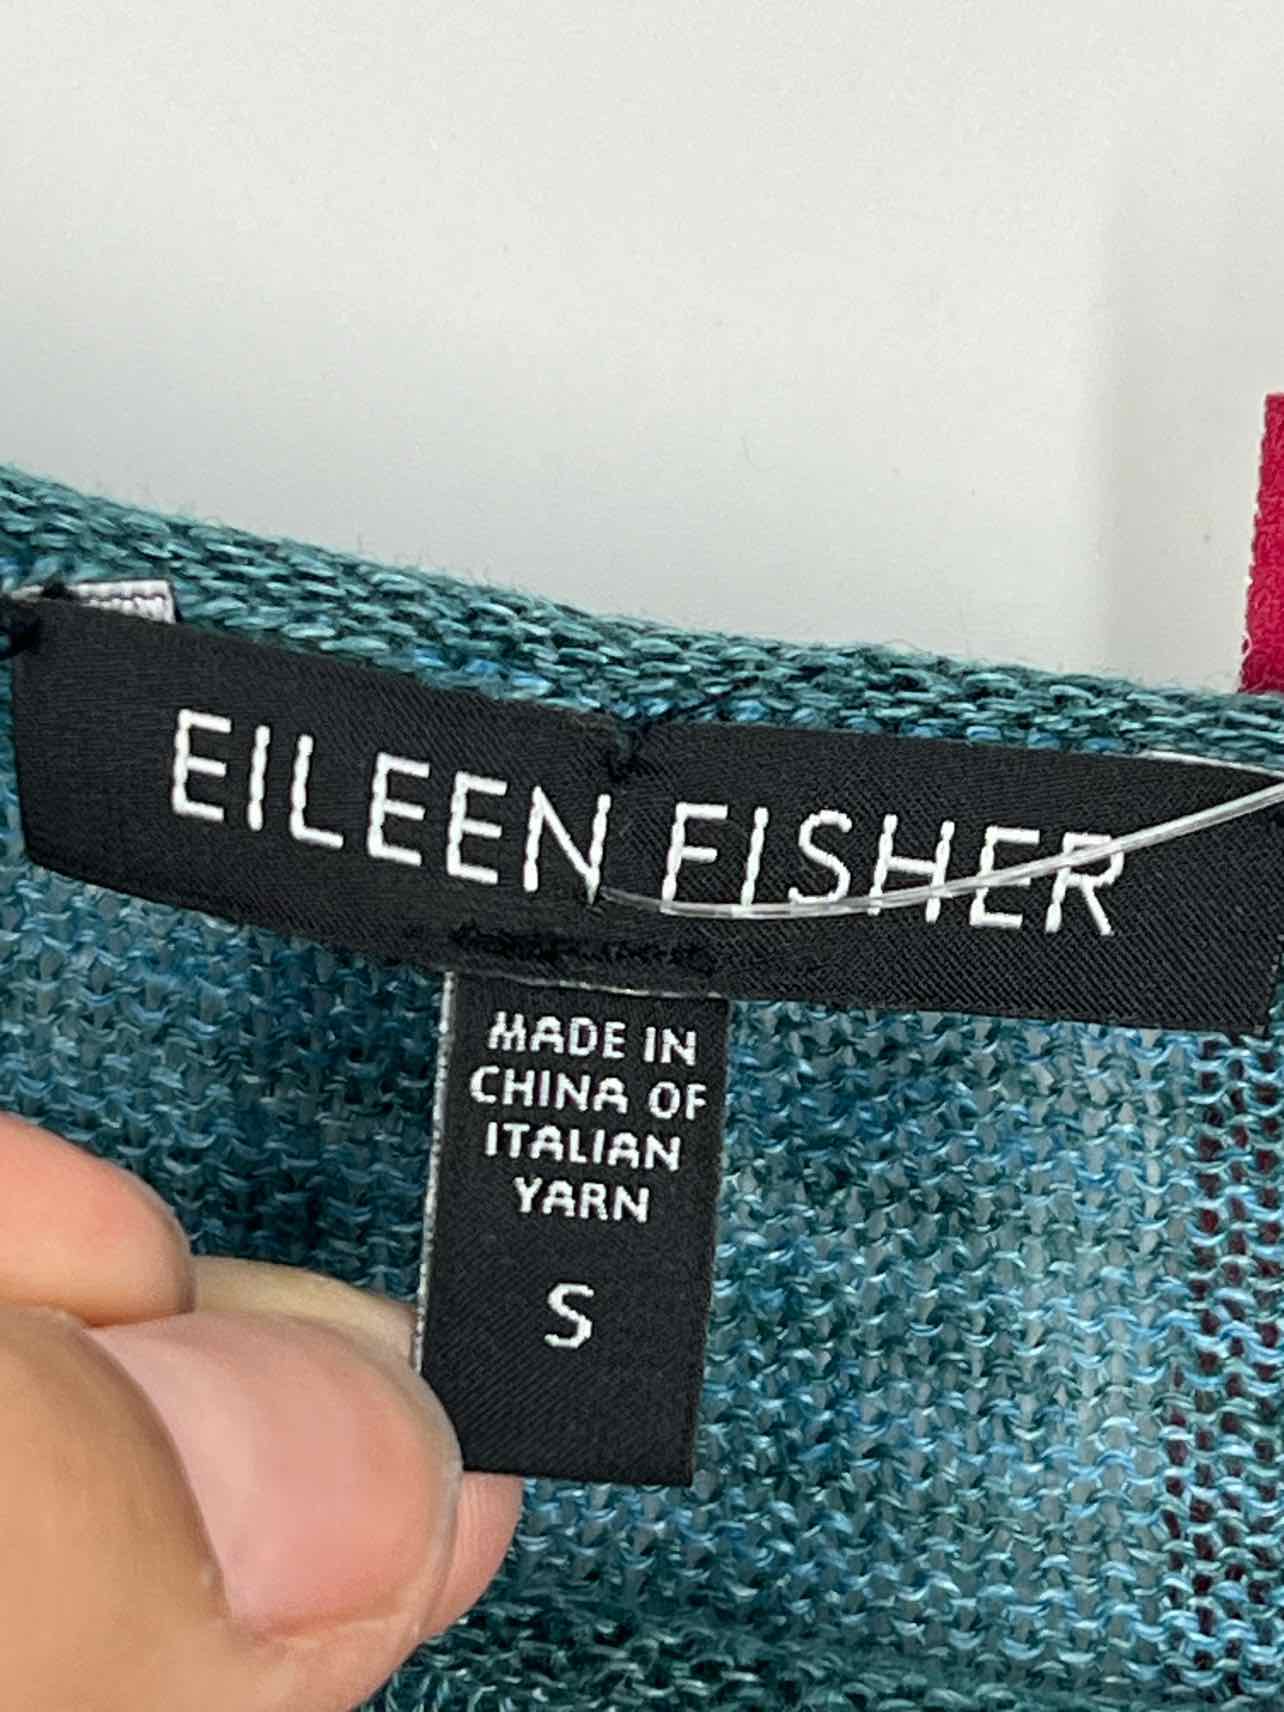 EILEEN FISHER
MADE IN
CHINA OF
ITALIAN
YARN
S